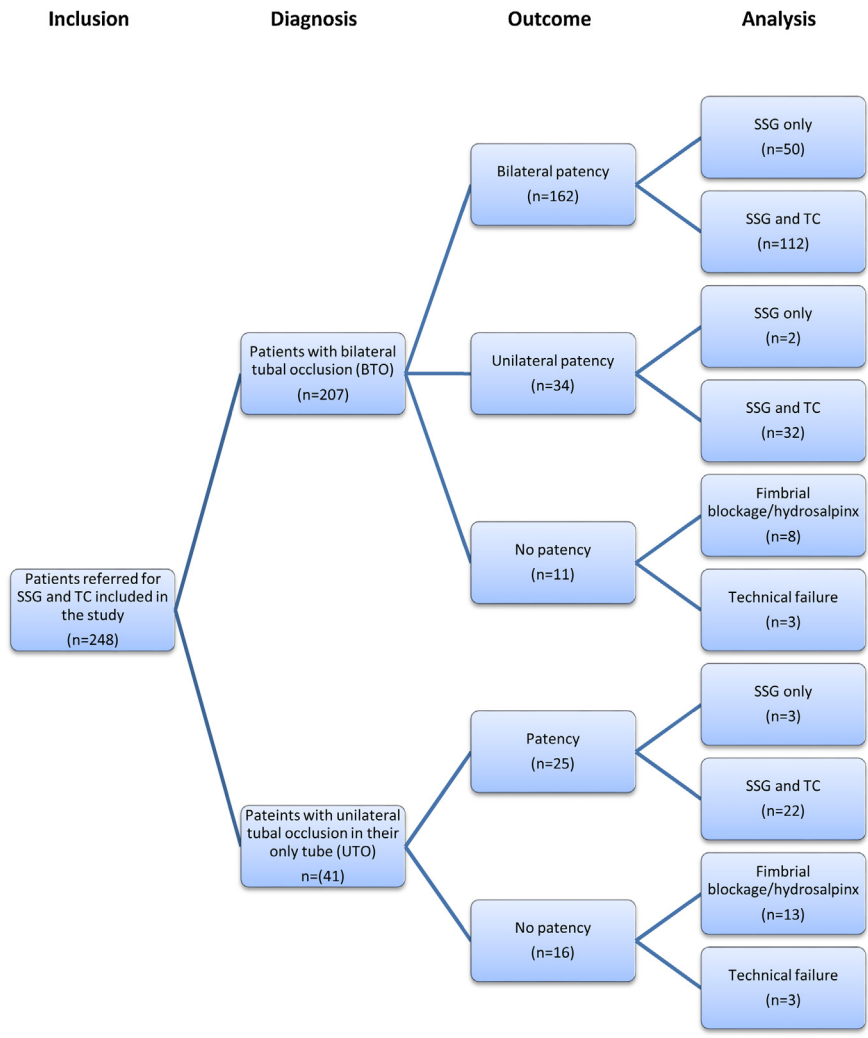 Inclusion
Diagnosis
Outcome
Analysis
SSG only
(n=50)
Bilateral patency
(n=162)
SSG and TC
(n=112)
SSG only
(n=2)
Patients with bilateral
tubal occlusion (BTO)
(n=207)
Unilateral patency
(n=34)
SSG and TC
(n=32)
Fimbrial
blockage/hydrosalpinx
(n=8)
No patency
(n=11)
Patients referred for
SSG and TC included in
the study
(n=248)
Technical failure
(n=3)
SSG only
(n=3)
Patency
(n=25)
SSG and TC
(n=22)
Pateints with unilateral
tubal occlusion in their
only tube (UTO)
n=(41)
Fimbrial
blockage/hydrosalpinx
(n=13)
No patency
(n=16)
Technical failure
(n=3)